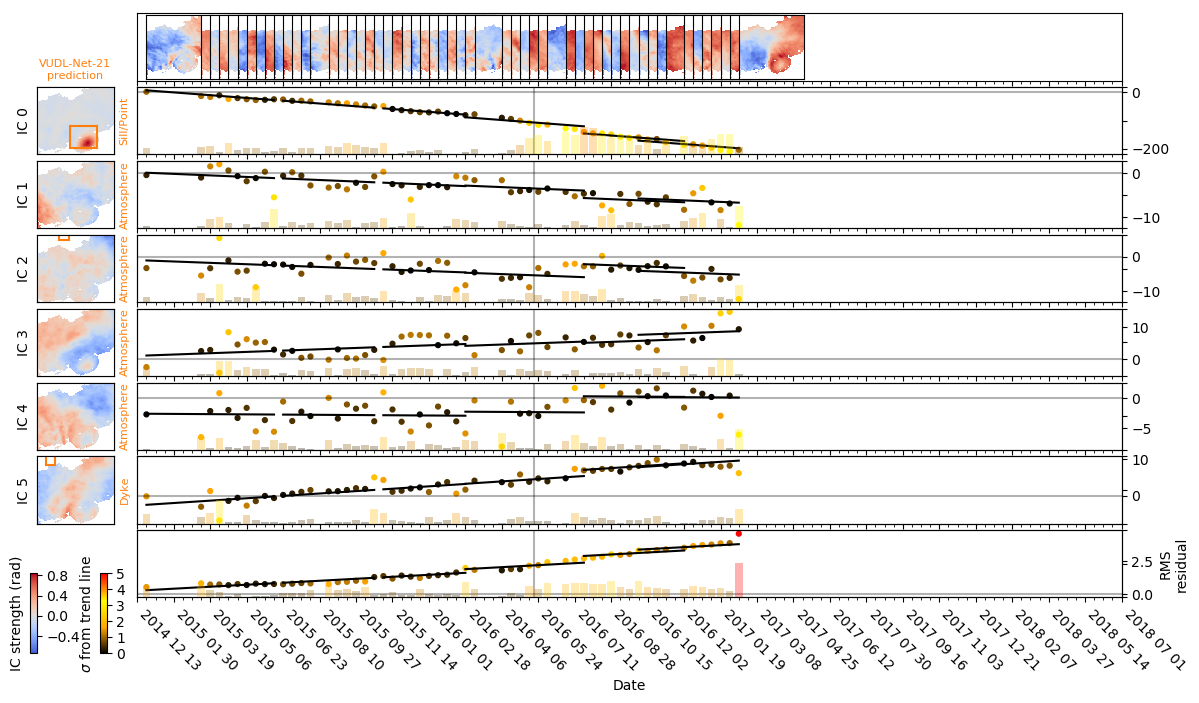 VUDL-Net-21
prediction
IC 0
Sill/Point
0
−200
IC 1
Atmosphere
0
−10
IC 2
Atmosphere
0
−10
IC 3
Atmosphere
10
0
IC 4
Atmosphere
0
−5
IC 5
Dyke
10
0
2.5
0.0
RMS
residual
IC strength (rad)
0.8
0.4
0.0
−0.4
σ from trend line
5
4
3
2
1
0
2014 12 13
2015 01 30
2015 03 19
2015 05 06
2015 06 23
2015 08 10
2015 09 27
2015 11 14
2016 01 01
2016 02 18
2016 04 06
2016 05 24
2016 07 11
2016 08 28
2016 10 15
2016 12 02
2017 01 19
2017 03 08
2017 04 25
2017 06 12
2017 07 30
2017 09 16
2017 11 03
2017 12 21
2018 02 07
2018 03 27
2018 05 14
2018 07 01
Date